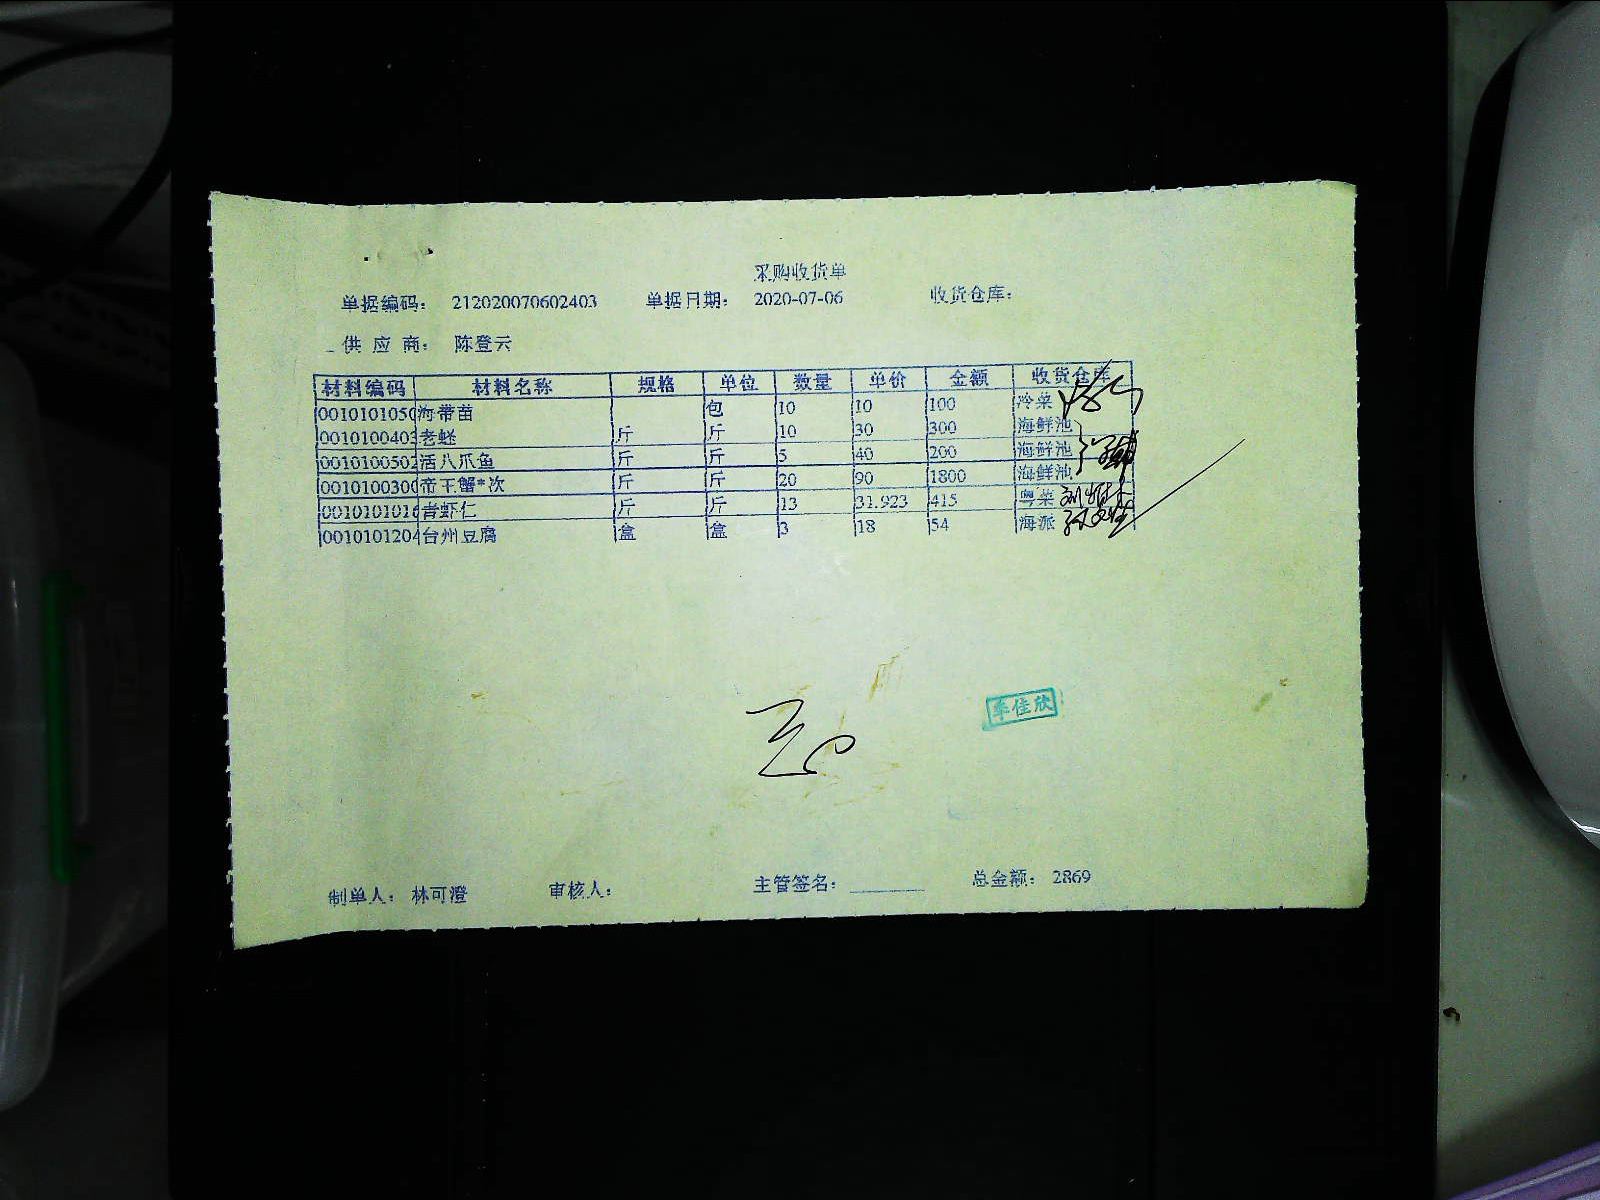 采购收货单
单据编码： 212020070602403 单据日期： 2020-07-06 收货仓库：
供 应 商： 陈登云
材料编码 材料名称 规格 单位 数量 单价 金额 收货仓库
0010101050 海带苗 包 10 10 100 冷菜
0010100403 老蛏 斤 斤 10 30 300 海鲜池
0010100502 活八爪鱼 斤 斤 5 40 200 海鲜池
0010100300 帝王蟹*次 斤 斤 20 90 1800 海鲜池
0010101016 青虾仁 斤 斤 13 31.923 415 粤菜
0010101204 台州豆腐 盒 盒 3 18 54 海派
佳欣
制单人： 林可澄 审核人： 主管签名： 总金额： 2869